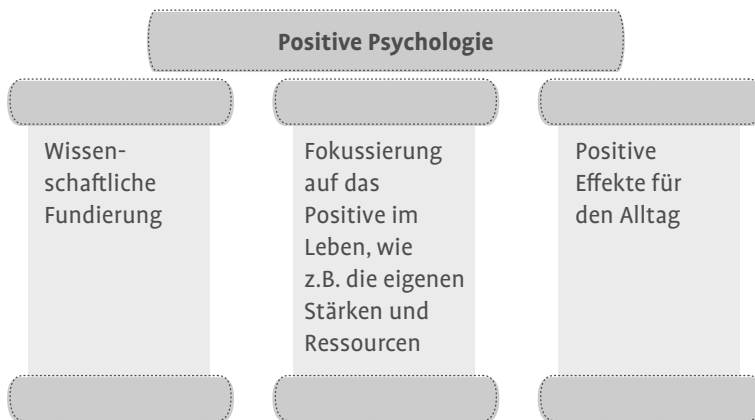 Positive Psychologie
Wissen-
schaftliche
Fundierung
Fokussierung
auf das
Positive im
Leben, wie
z.B. die eigenen
Stärken und
Ressourcen
Positive
Effekte für
den Alltag